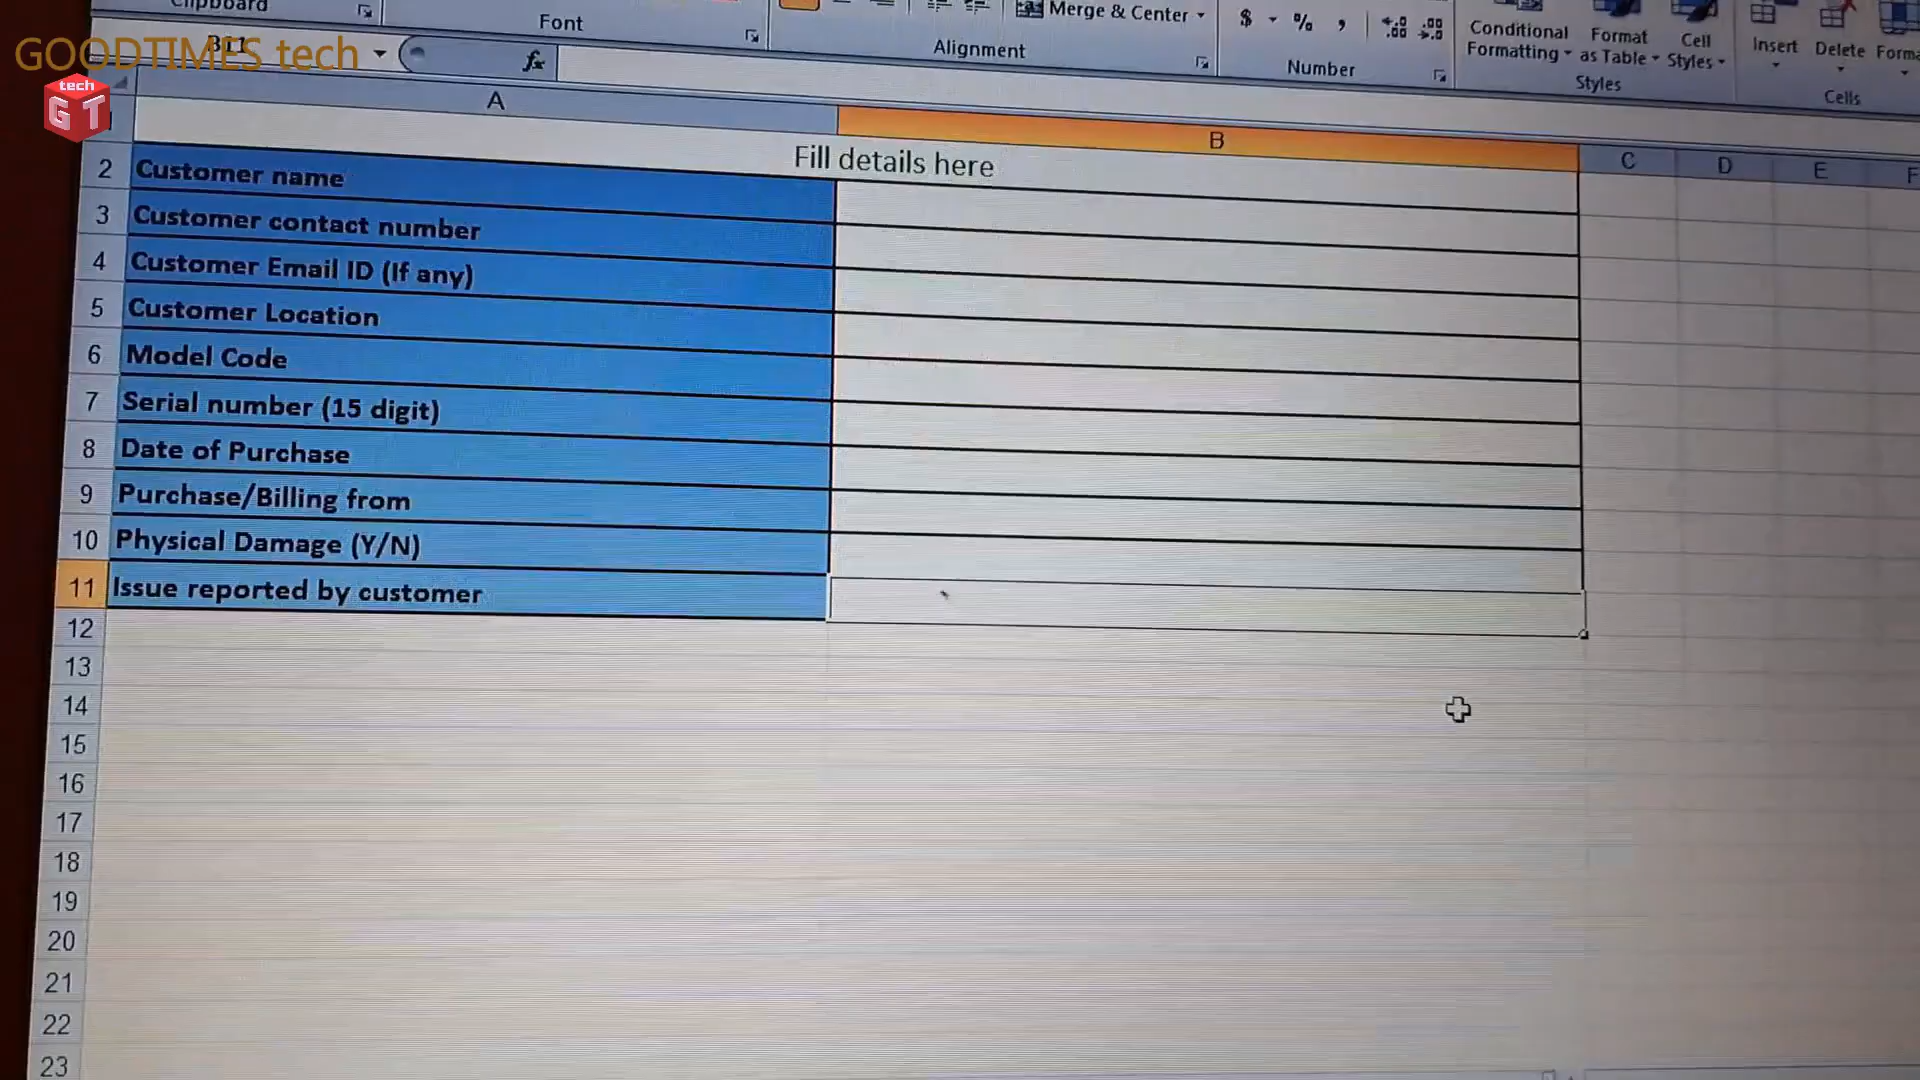 Clipboard
Font
Alignment
Merge & Center
$ % ,
Number
Conditional Formatting
Format as Table
Cell Styles
Styles
Insert
Delete
Cells
GOODTIMES tech
B11
fx
tech
GT
A B C D E F
Fill details here
2 Customer name
3 Customer contact number
4 Customer Email ID (If any)
5 Customer Location
6 Model Code
7 Serial number (15 digit)
8 Date of Purchase
9 Purchase/Billing from
10 Physical Damage (Y/N)
11 Issue reported by customer
12
13
14
15
16
17
18
19
20
21
22
23